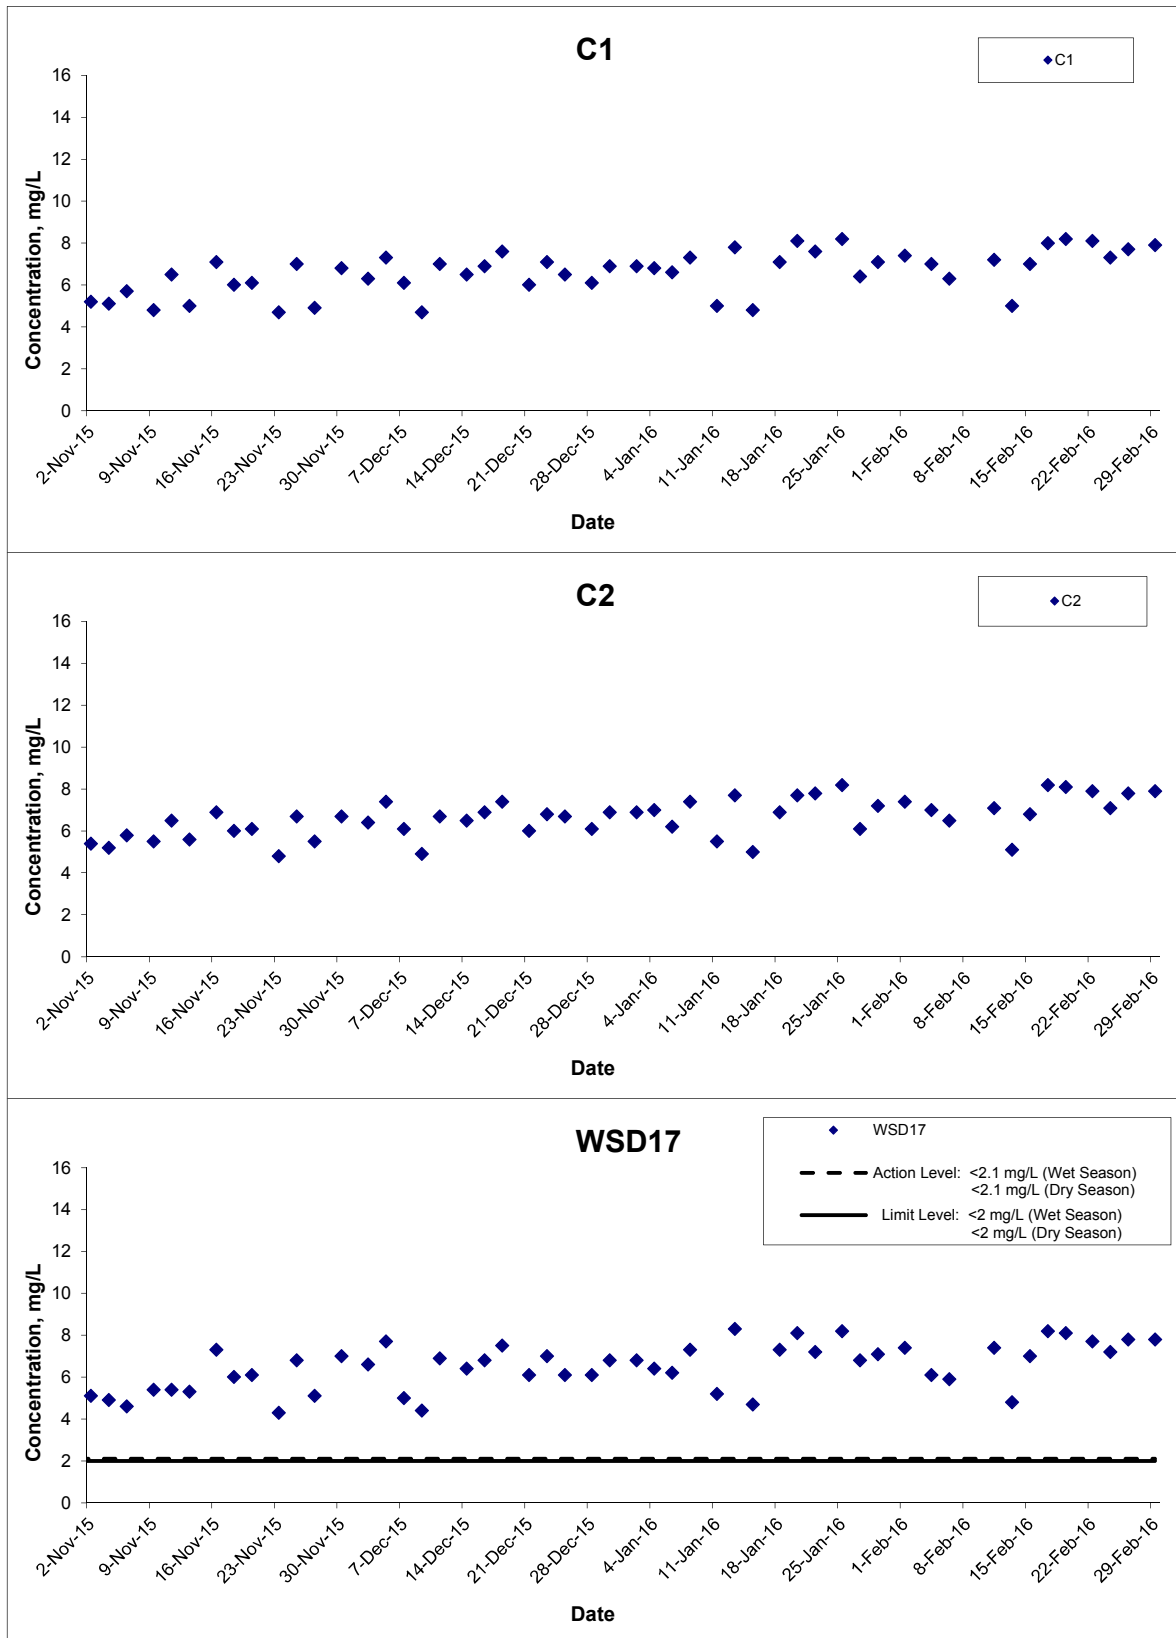 C1
C1
16
14
12
10
8
6
4
2
0
Concentration, mg/L
2-Nov-15
9-Nov-15
16-Nov-15
23-Nov-15
30-Nov-15
7-Dec-15
14-Dec-15
21-Dec-15
28-Dec-15
4-Jan-16
11-Jan-16
18-Jan-16
25-Jan-16
1-Feb-16
8-Feb-16
15-Feb-16
22-Feb-16
29-Feb-16
Date
C2
C2
16
14
12
10
8
6
4
2
0
Concentration, mg/L
2-Nov-15
9-Nov-15
16-Nov-15
23-Nov-15
30-Nov-15
7-Dec-15
14-Dec-15
21-Dec-15
28-Dec-15
4-Jan-16
11-Jan-16
18-Jan-16
25-Jan-16
1-Feb-16
8-Feb-16
15-Feb-16
22-Feb-16
29-Feb-16
Date
WSD17
WSD17
Action Level: <2.1 mg/L (Wet Season)
<2.1 mg/L (Dry Season)
Limit Level: <2 mg/L (Wet Season)
<2 mg/L (Dry Season)
16
14
12
10
8
6
4
2
0
Concentration, mg/L
2-Nov-15
9-Nov-15
16-Nov-15
23-Nov-15
30-Nov-15
7-Dec-15
14-Dec-15
21-Dec-15
28-Dec-15
4-Jan-16
11-Jan-16
18-Jan-16
25-Jan-16
1-Feb-16
8-Feb-16
15-Feb-16
22-Feb-16
29-Feb-16
Date